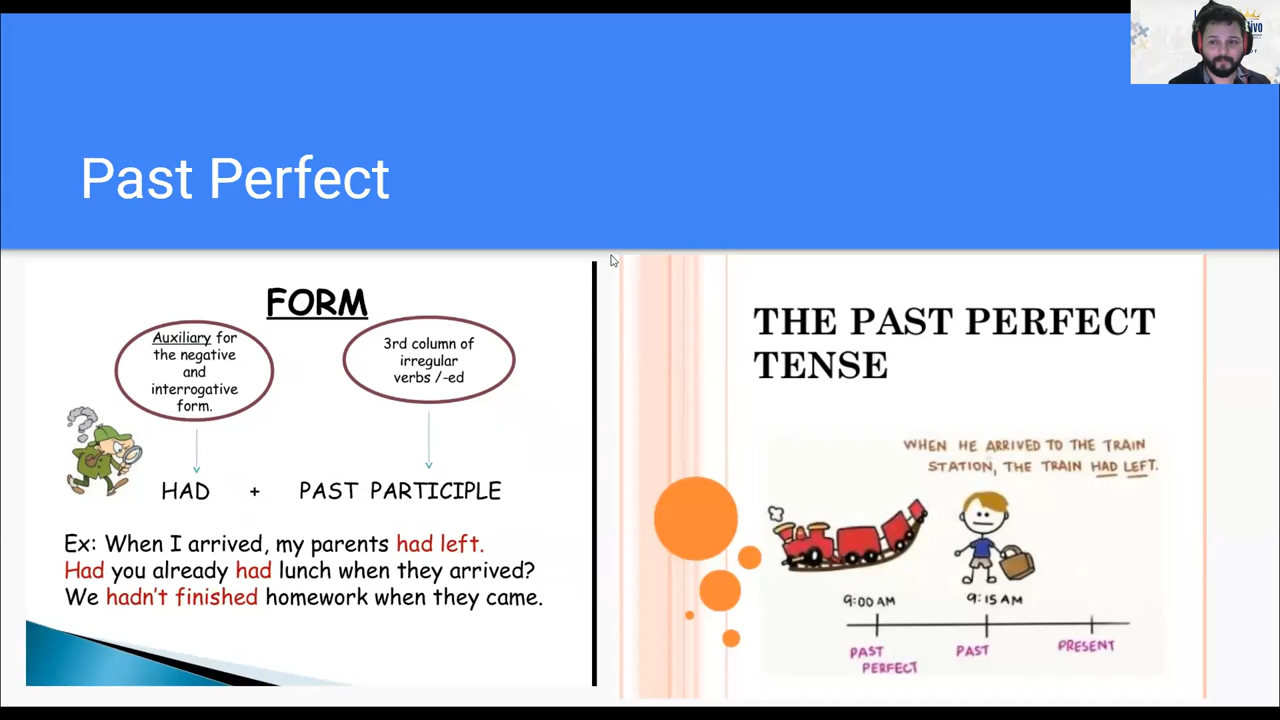 Past Perfect
FORM
Auxiliary for
the negative
and
interrogative
form.
3rd column of
irregular
verbs /-ed
HAD + PAST PARTICIPLE
Ex: When I arrived, my parents had left.
Had you already had lunch when they arrived?
We hadn't finished homework when they came.
THE PAST PERFECT
TENSE
WHEN HE ARRIVED TO THE TRAIN
STATION, THE TRAIN HAD LEFT.
9:00 AM
9:15 AM
PAST
PERFECT
PAST
PRESENT